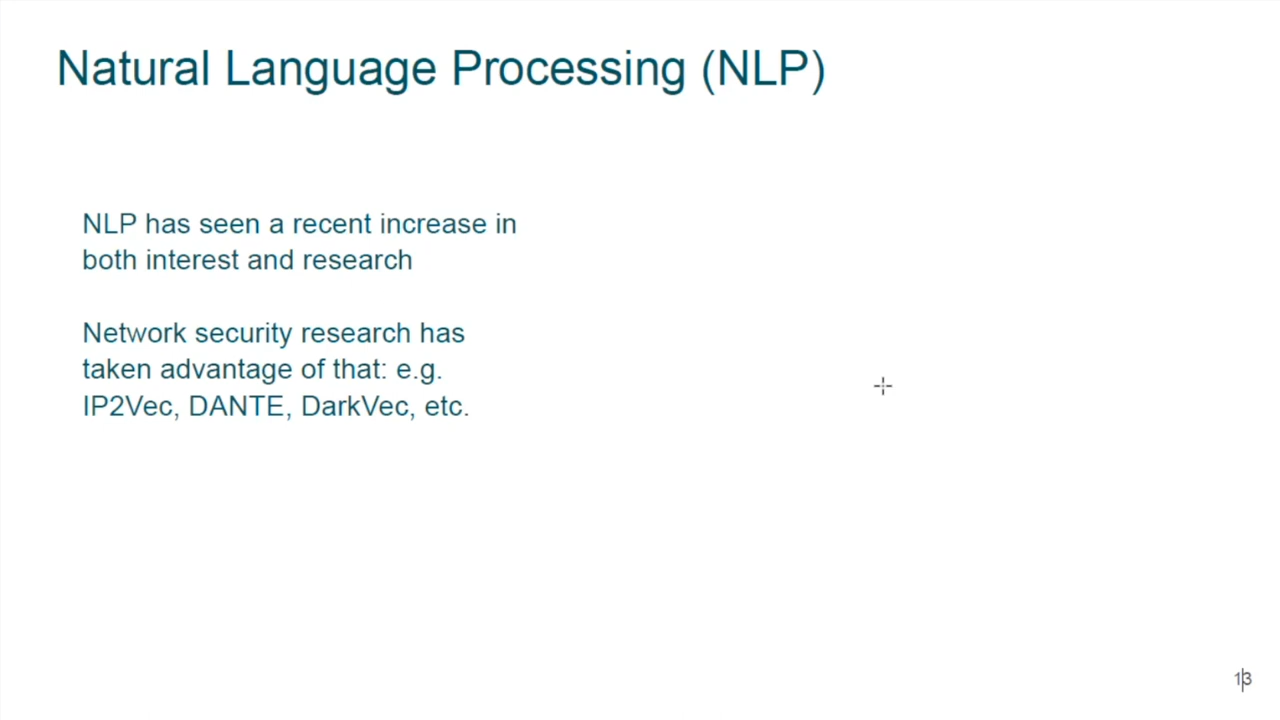 Natural Language Processing (NLP)
NLP has seen a recent increase in
both interest and research
Network security research has
taken advantage of that: e.g.
IP2Vec, DANTE, DarkVec, etc.
13